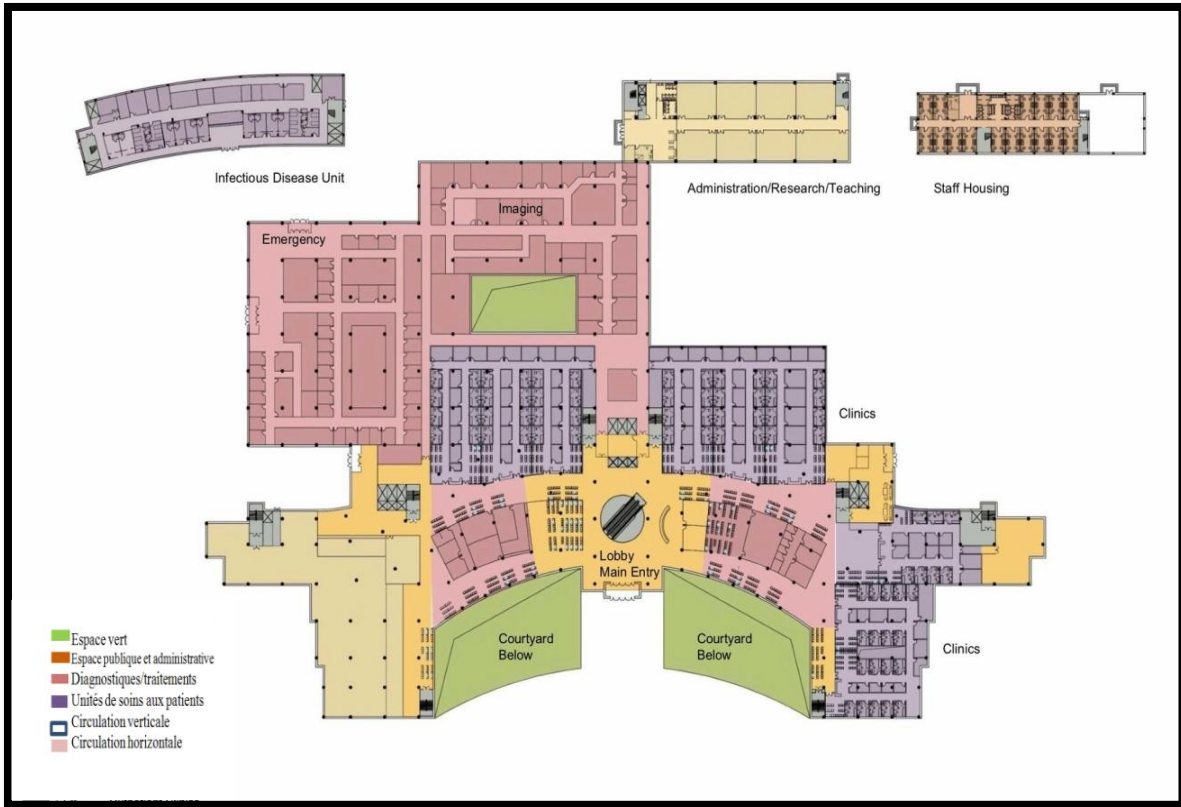 Infectious Disease Unit
Administration/Research/Teaching
Staff Housing
Imaging
Emergency
Clinics
Lobby
Main Entry
Courtyard
Below
Courtyard
Below
Clinics
Espace vert
Espace publique et administrative
Diagnostiques/traitements
Unités de soins aux patients
Circulation verticale
Circulation horizontale